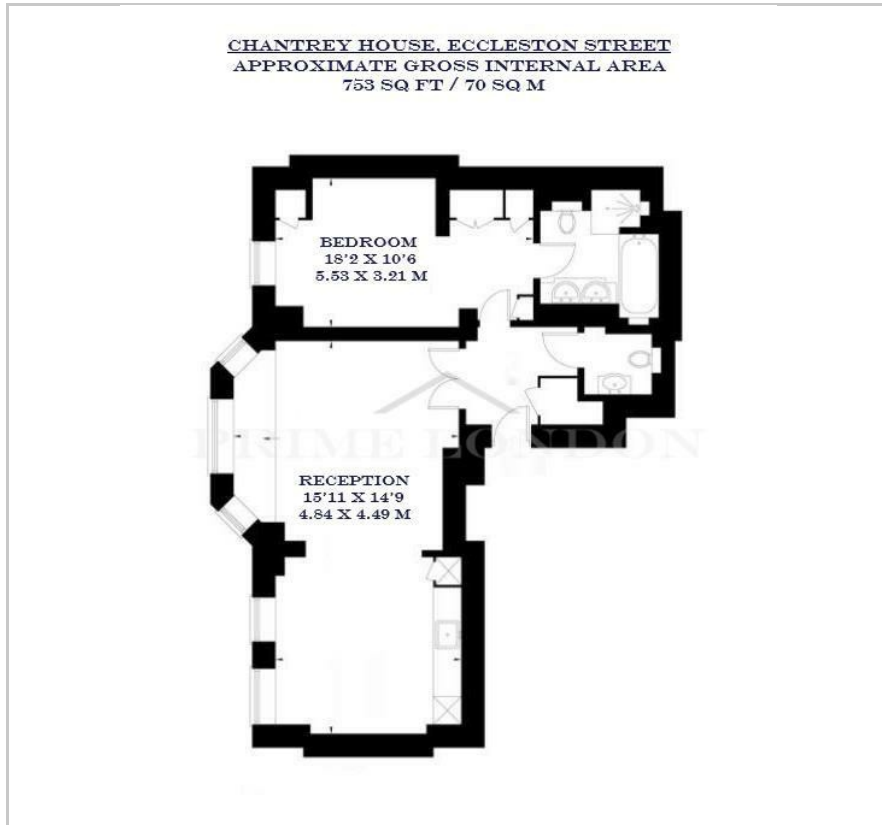 CHANTREY HOUSE, ECCLESTON STREET
APPROXIMATE GROSS INTERNAL AREA
753 SQ FT / 70 SQ M
BEDROOM
18'2 X 10'6
5.53 X 3.21 M
PRIME LONDON
RECEPTION
15'11 X 14'9
4.84 X 4.49 M